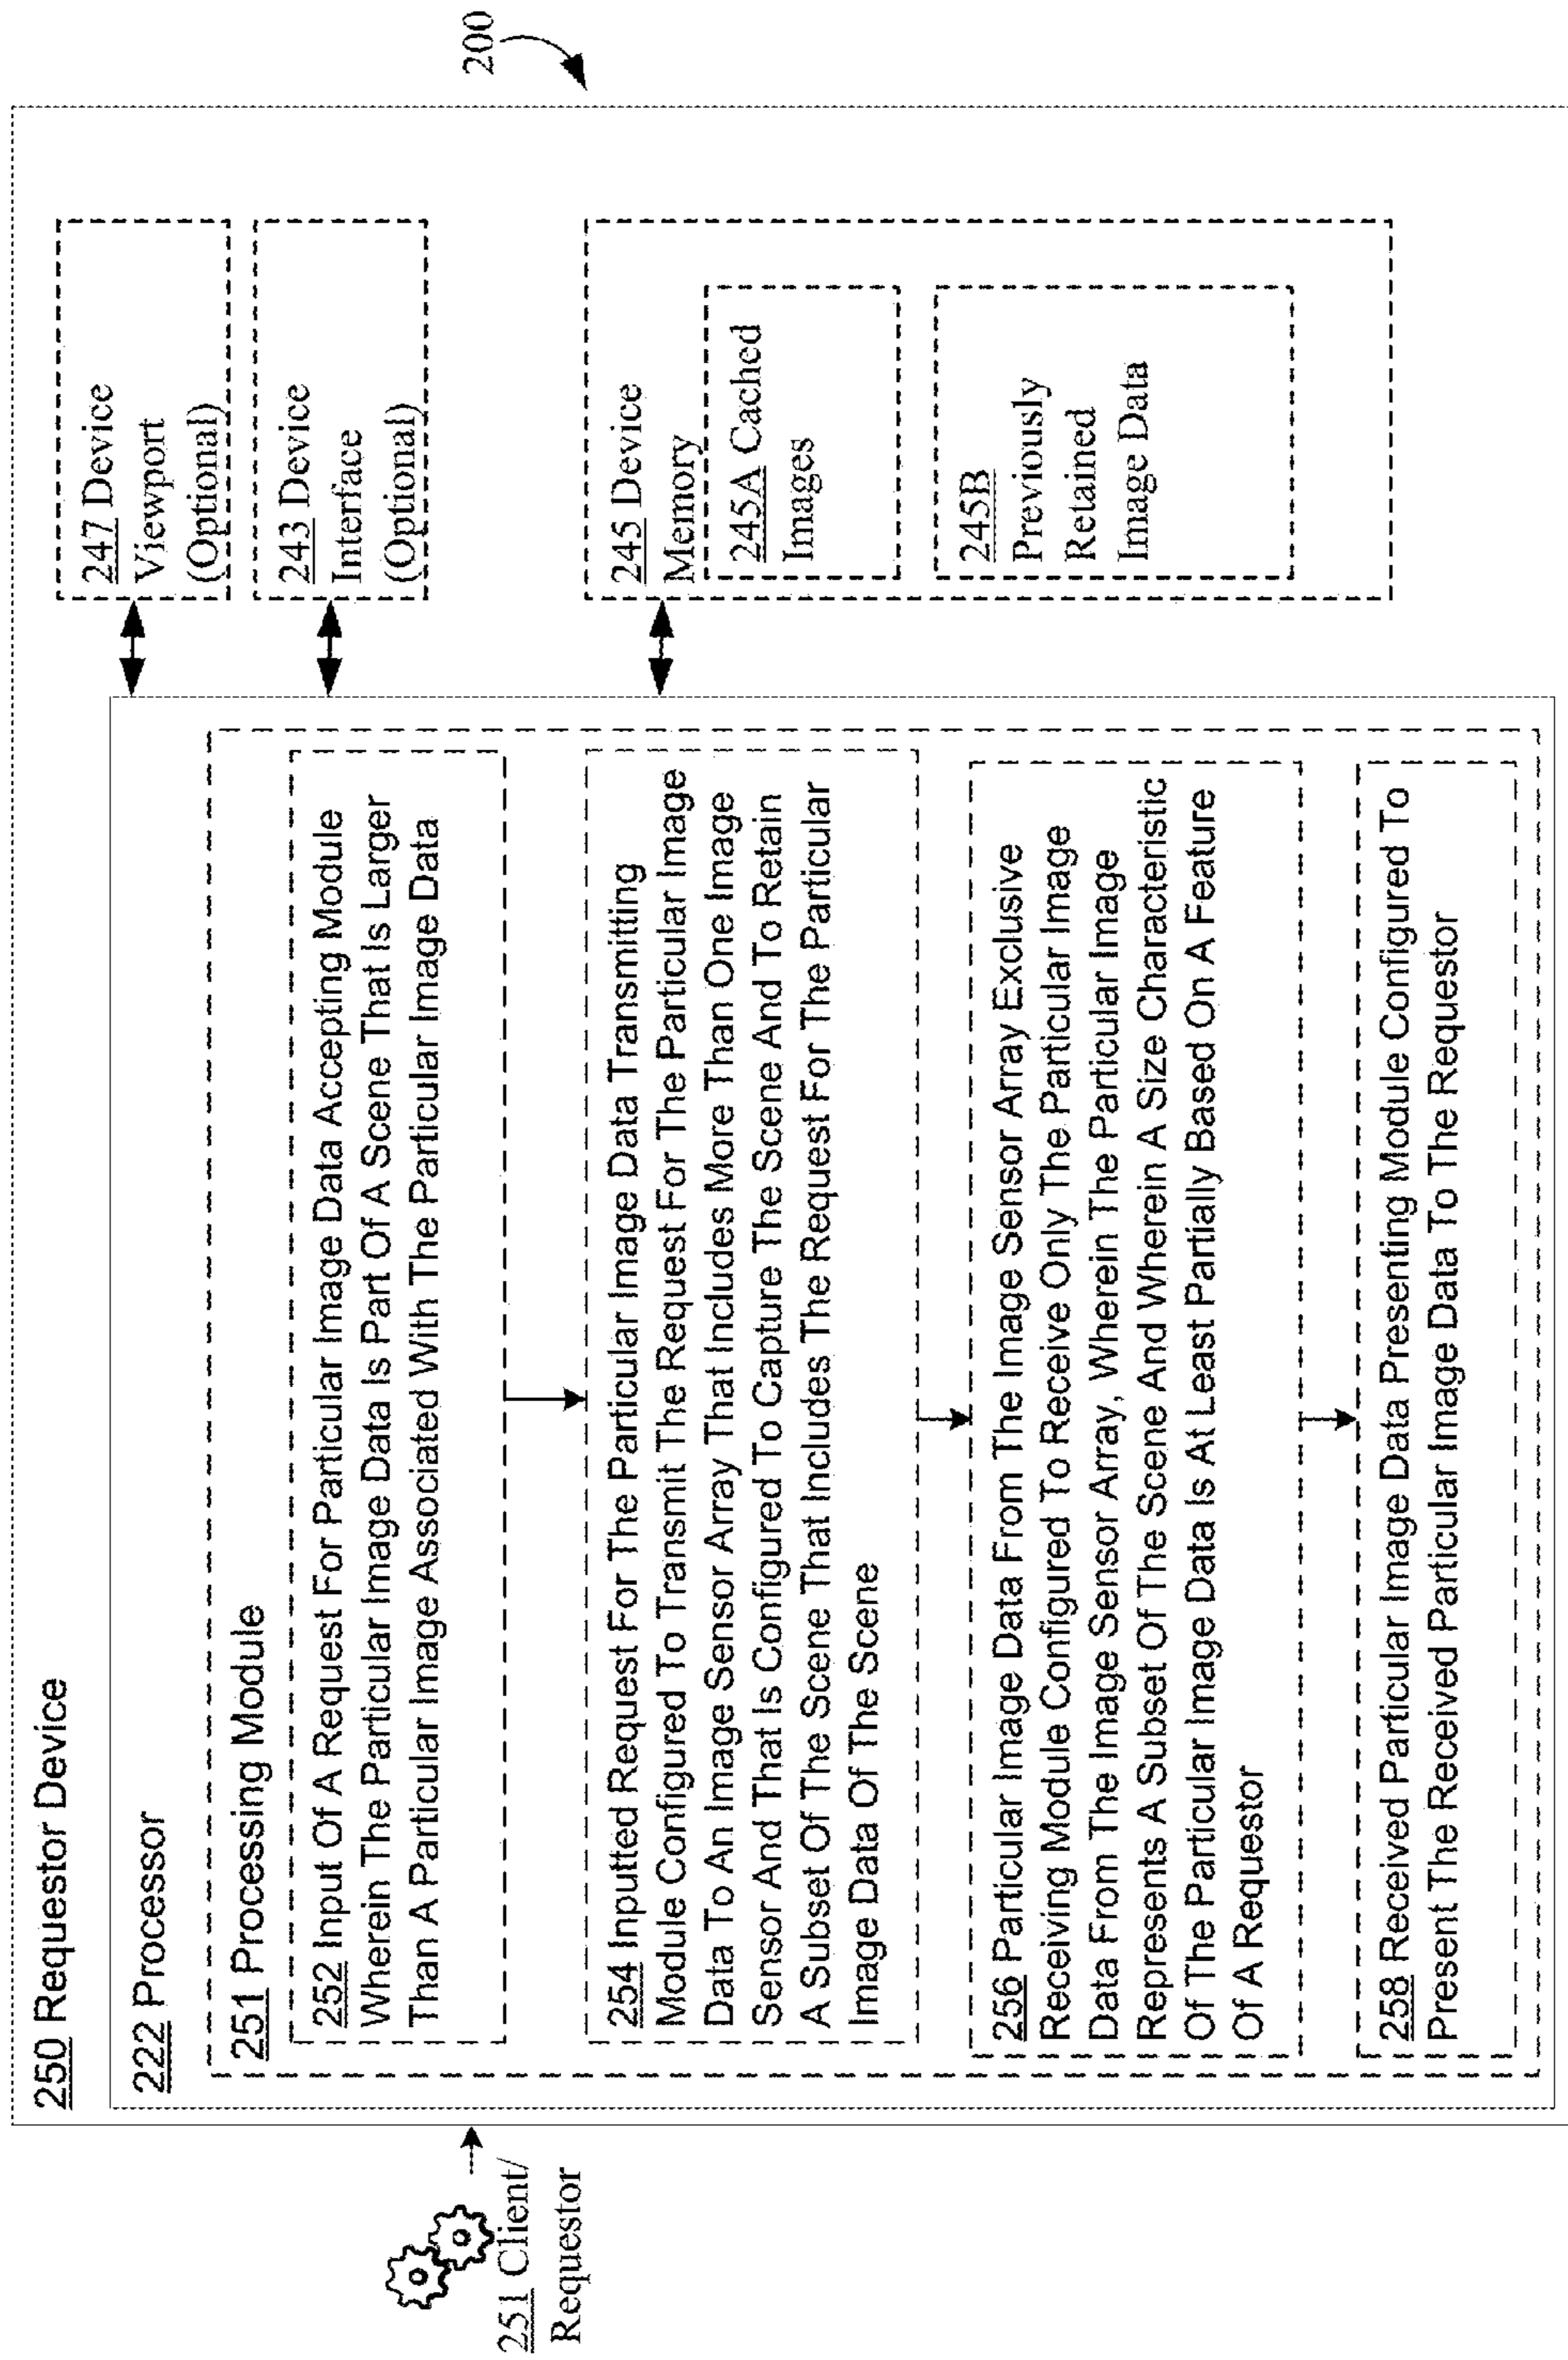 250 Requestor Device
222 Processor
251 Processing Module
252 Input Of A Request For Particular Image Data Accepting Module
Wherein The Particular Image Data Is Part Of A Scene That Is Larger
Than A Particular Image Associated With The Particular Image Data
254 Inputted Request For The Particular Image Data Transmitting
Module Configured To Transmit The Request For The Particular Image
Data To An Image Sensor Array That Includes More Than One Image
Sensor And That Is Configured To Capture The Scene And To Retain
A Subset Of The Scene That Includes The Request For The Particular
Image Data Of The Scene
256 Particular Image Data From The Image Sensor Array Exclusive
Receiving Module Configured To Receive Only The Particular Image
Data From The Image Sensor Array, Wherein The Particular Image
Represents A Subset Of The Scene And Wherein A Size Characteristic
Of The Particular Image Data Is At Least Partially Based On A Feature
Of A Requestor
258 Received Particular Image Data Presenting Module Configured To
Present The Received Particular Image Data To The Requestor
251 Client/
Requestor
247 Device
Viewport
(Optional)
243 Device
Interface
(Optional)
245 Device
Memory
245A Cached
Images
245B
Previously
Retained
Image Data
200